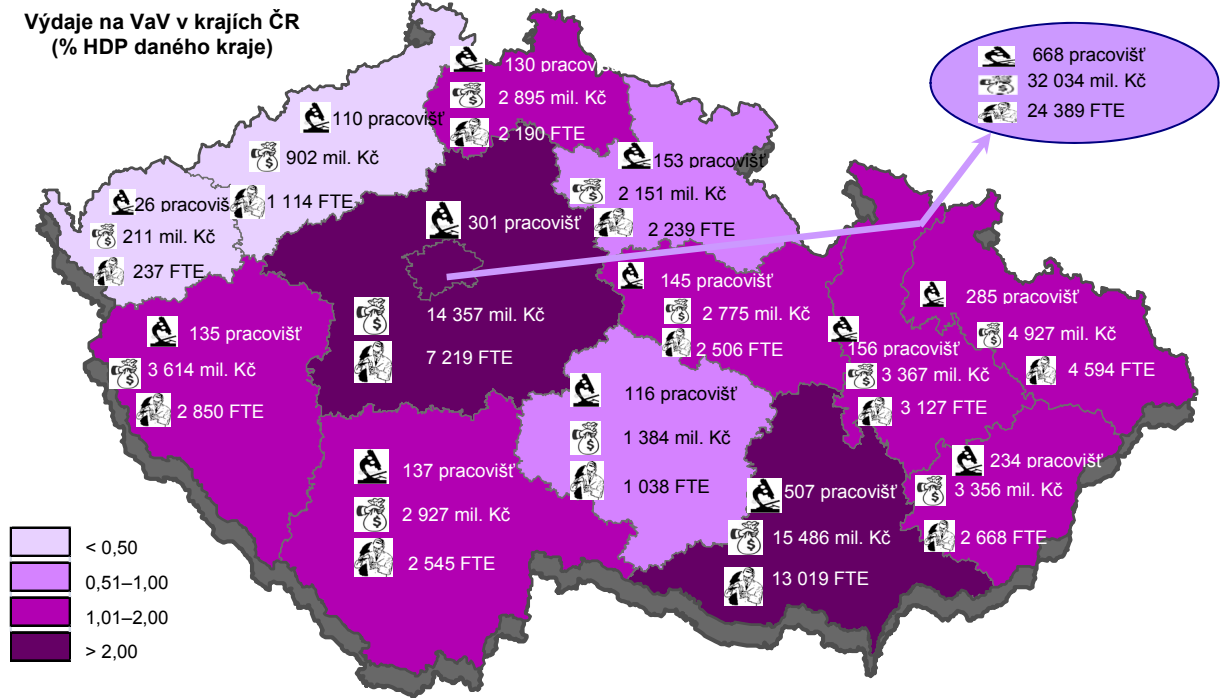 Výdaje na VaV v krajích ČR
(% HDP daného kraje)
668 pracovišť
32 034 mil. Kč
24 389 FTE
130 pracovišť
2 895 mil. Kč
2 190 FTE
110 pracovišť
902 mil. Kč
1 114 FTE
26 pracovišť
211 mil. Kč
237 FTE
153 pracovišť
2 151 mil. Kč
2 239 FTE
301 pracovišť
14 357 mil. Kč
7 219 FTE
145 pracovišť
2 775 mil. Kč
2 506 FTE
285 pracovišť
4 927 mil. Kč
4 594 FTE
135 pracovišť
3 614 mil. Kč
2 850 FTE
156 pracovišť
3 367 mil. Kč
3 127 FTE
116 pracovišť
1 384 mil. Kč
1 038 FTE
137 pracovišť
2 927 mil. Kč
2 545 FTE
507 pracovišť
15 486 mil. Kč
13 019 FTE
234 pracovišť
3 356 mil. Kč
2 668 FTE
< 0,50
0,51–1,00
1,01–2,00
> 2,00